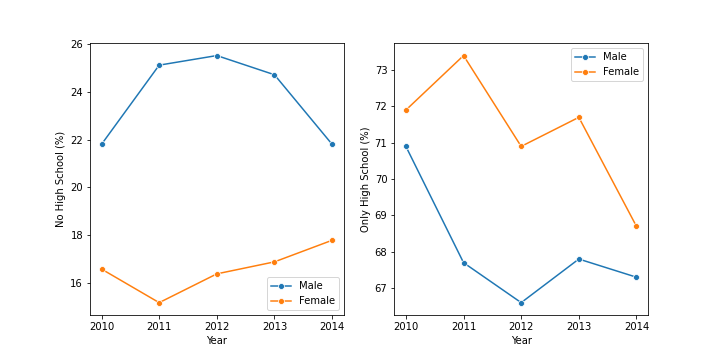 No High School (%)
26
24
22
20
18
16
2010 2011 2012 2013 2014
Year
Male
Female
Only High School (%)
73
72
71
70
69
68
67
2010 2011 2012 2013 2014
Year
Male
Female